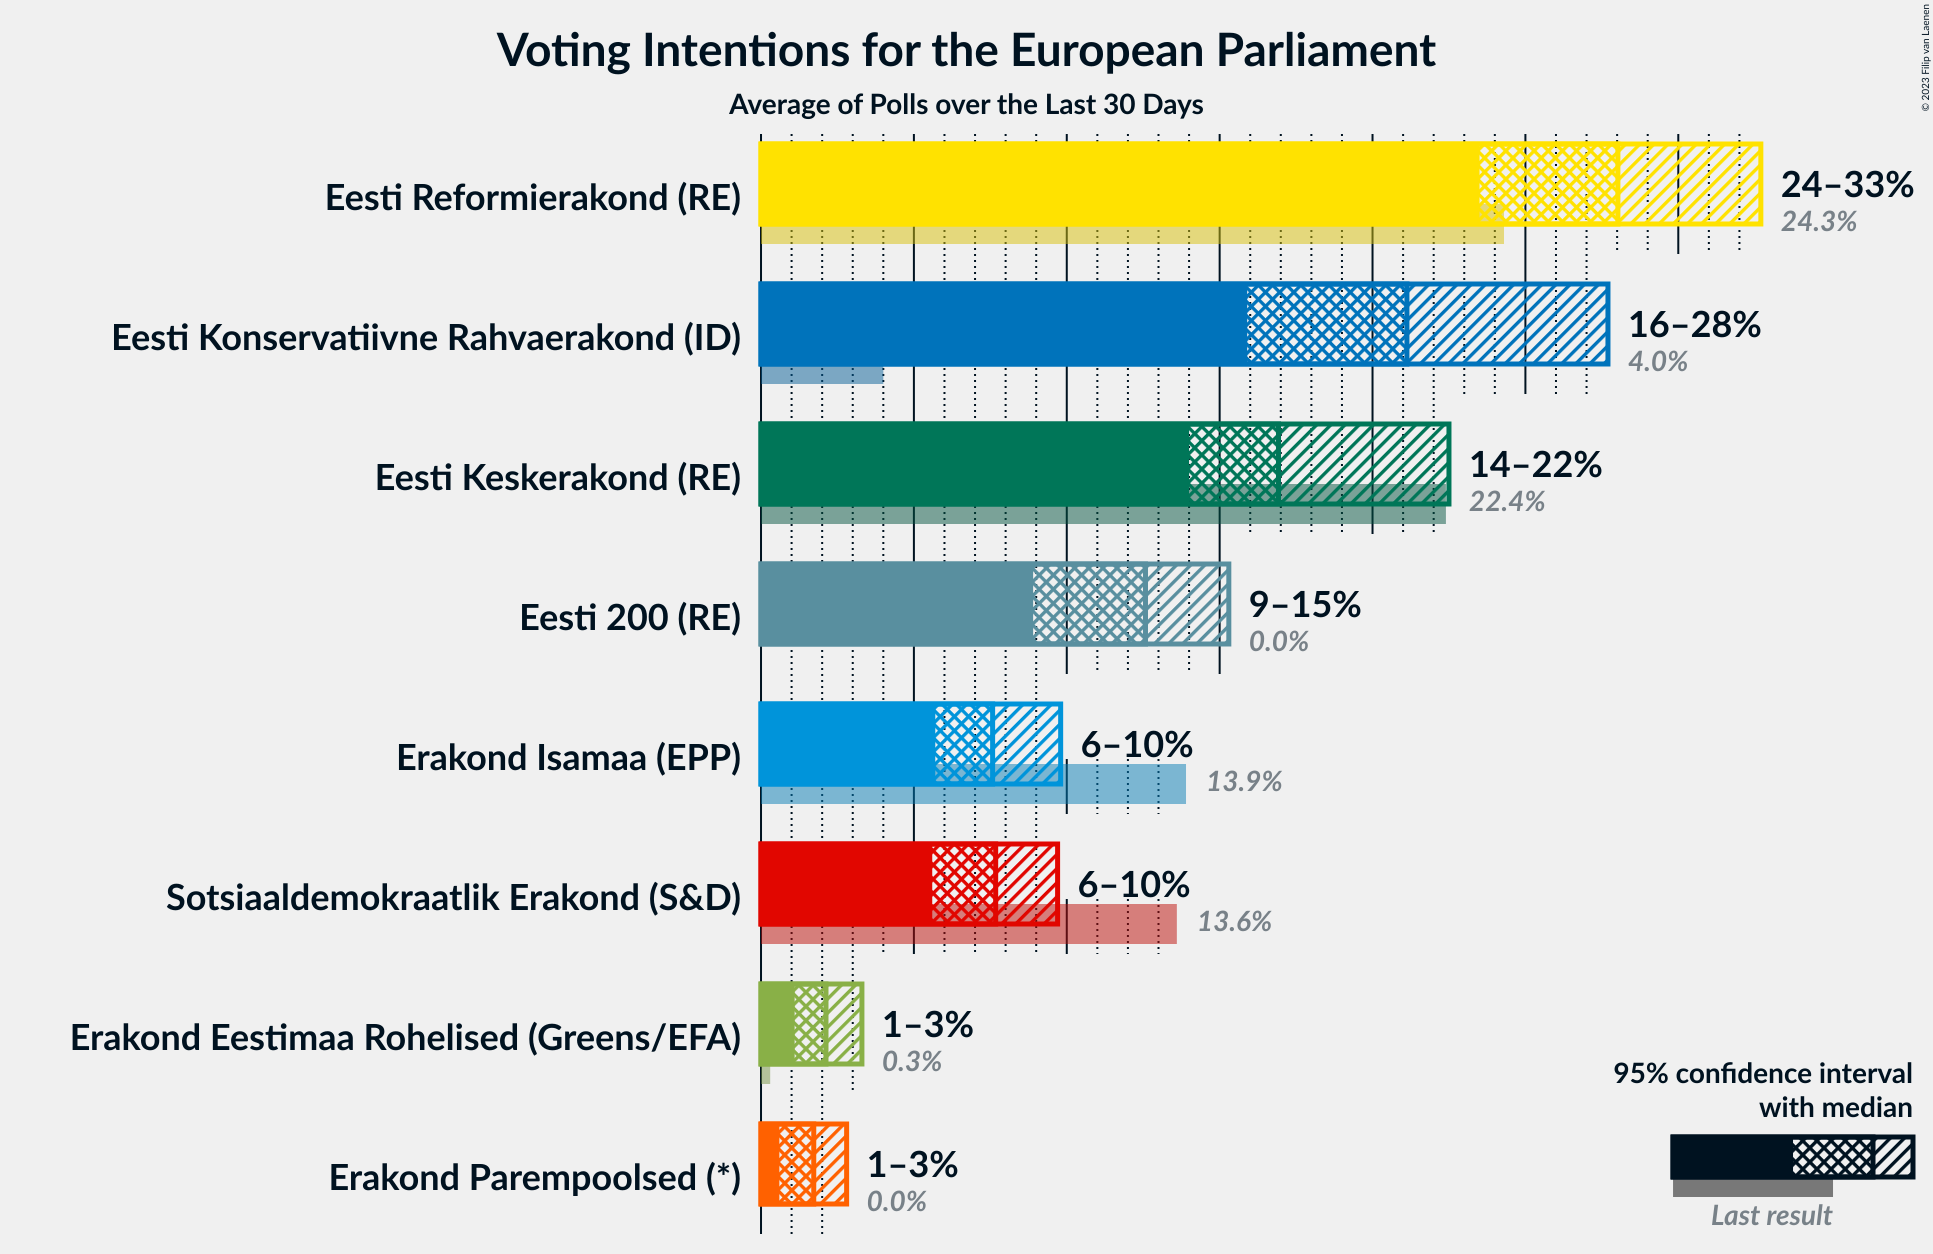 Voting Intentions for the European Parliament
Average of Polls over the Last 30 Days
© 2023 Filip van Laenen
Eesti Reformierakond (RE)
24–33%
24.3%
Eesti Konservatiivne Rahvaerakond (ID)
16–28%
4.0%
Eesti Keskerakond (RE)
14–22%
22.4%
Eesti 200 (RE)
9–15%
0.0%
Erakond Isamaa (EPP)
6–10%
13.9%
Sotsiaaldemokraatlik Erakond (S&D)
6–10%
13.6%
Erakond Eestimaa Rohelised (Greens/EFA)
1–3%
0.3%
Erakond Parempoolsed (*)
1–3%
0.0%
95% confidence interval
with median
Last result